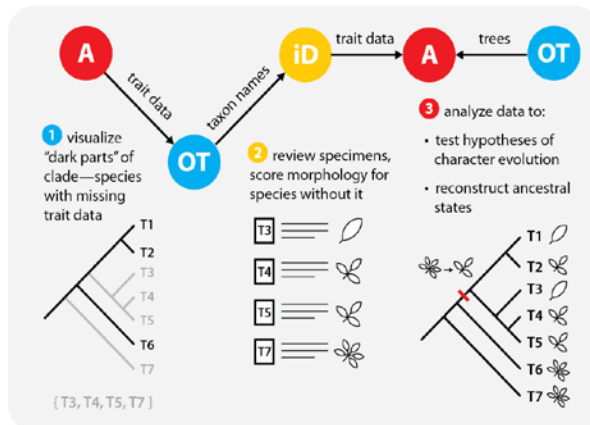 A
trait data
OT
taxon names
iD
trait data
A
trees
OT
1 visualize
"dark parts" of
clade—species
with missing
trait data
T1
T2
T3
T4
T5
T6
T7
{ T3, T4, T5, T7 }
2 review specimens,
score morphology for
species without it
T3
T4
T5
T7
3 analyze data to:
• test hypotheses of
character evolution
• reconstruct ancestral
states
T1
T2
T3
T4
T5
T6
T7